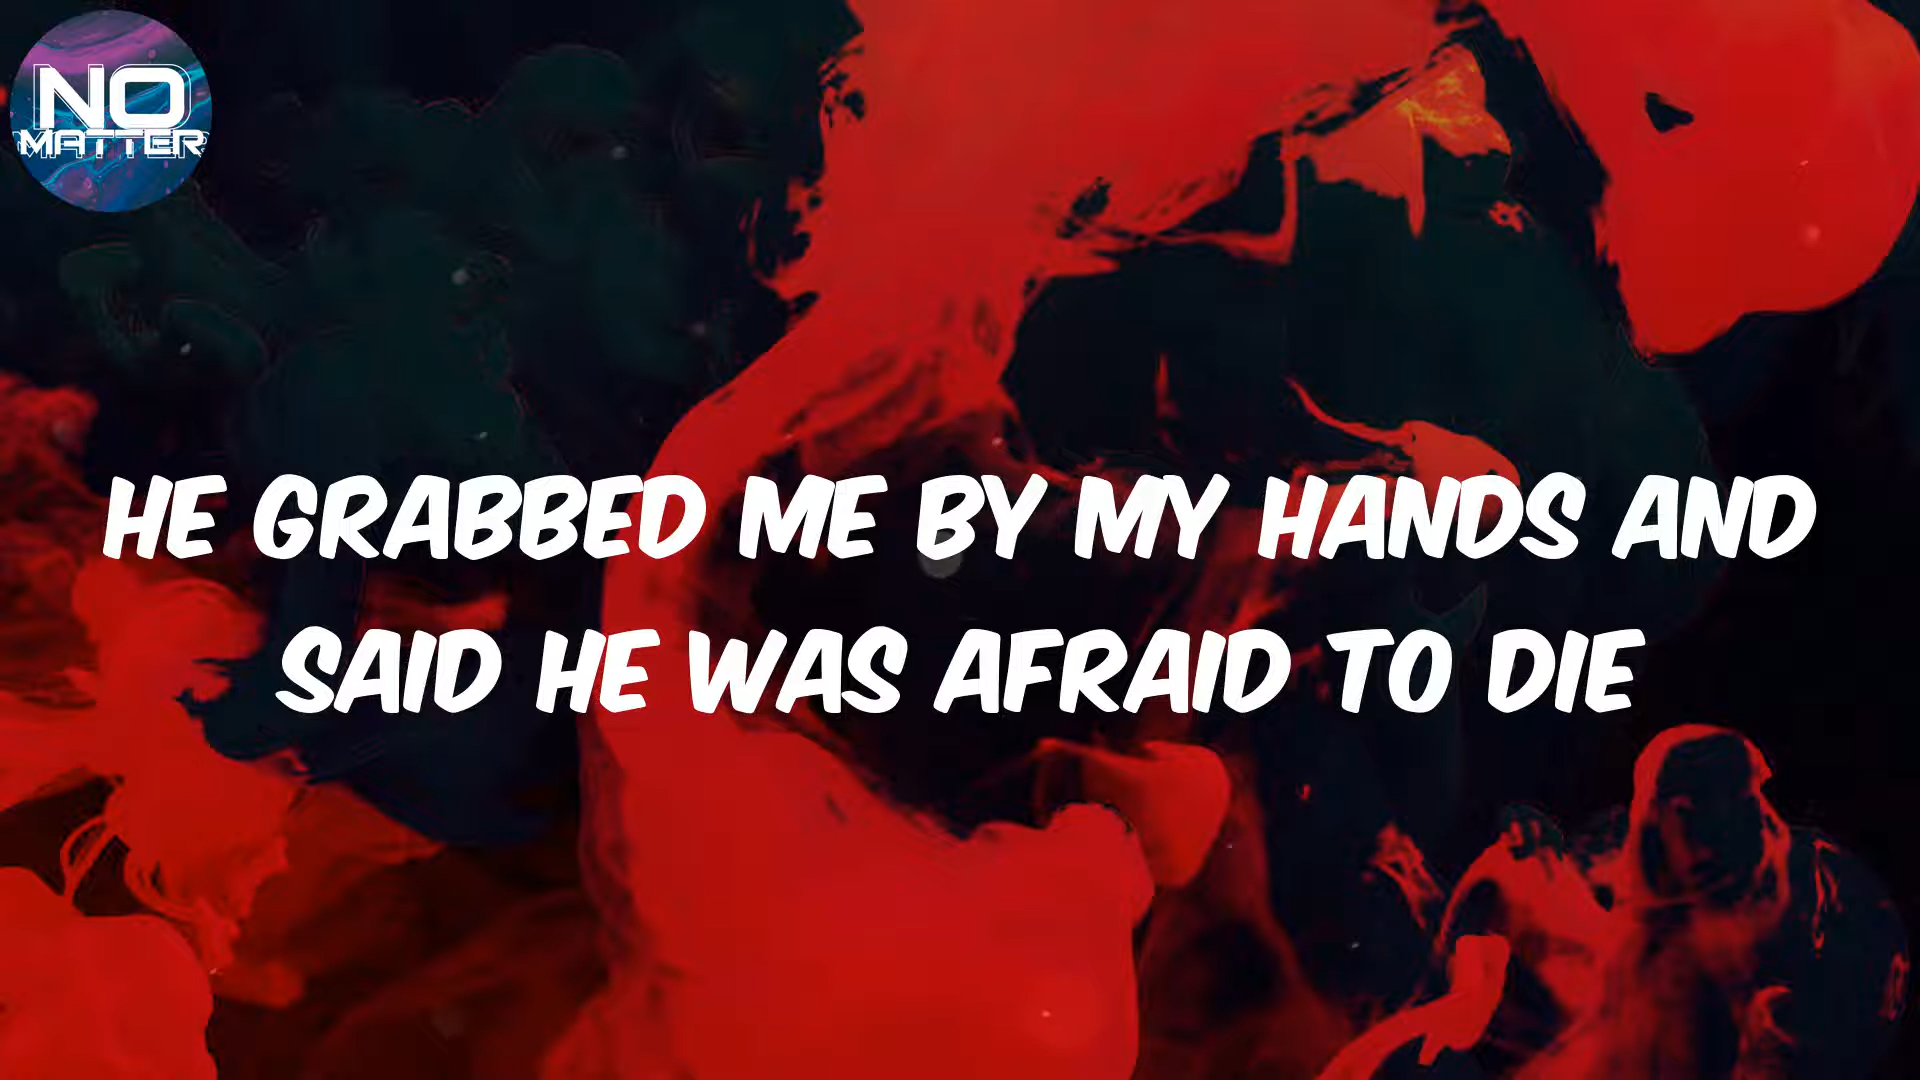 NO
MATTER
HE GRABBED ME BY MY HANDS AND
SAID HE WAS AFRAID TO DIE